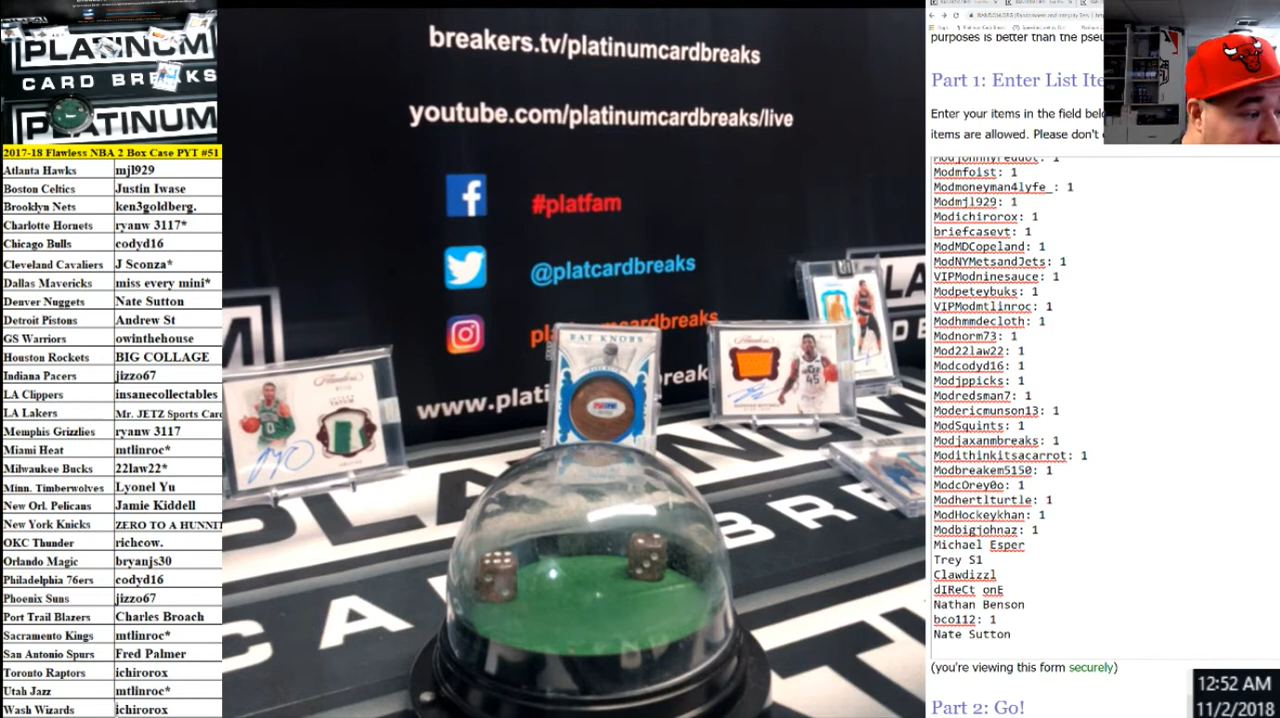 PLATINUM
CARD BREAKS
PLATINUM
2017-18 Flawless NBA 2 Box Case PYT #51
Atlanta Hawks mjl929
Boston Celtics Justin Iwase
Brooklyn Nets ken3goldberg.
Charlotte Hornets ryanw 3117*
Chicago Bulls codyd16
Cleveland Cavaliers J Sconza*
Dallas Mavericks miss every mini*
Denver Nuggets Nate Sutton
Detroit Pistons Andrew St
GS Warriors owinthehouse
Houston Rockets BIG COLLAGE
Indiana Pacers jizzo67
LA Clippers insanecollectables
LA Lakers Mr. JETZ Sports Card
Memphis Grizzlies ryanw 3117
Miami Heat mtlinroc*
Milwaukee Bucks 22law22*
Minn. Timberwolves Lyonel Yu
New Orl. Pelicans Jamie Kiddell
New York Knicks ZERO TO A HUNNIT
OKC Thunder richcow.
Orlando Magic bryanjs30
Philadelphia 76ers codyd16
Phoenix Suns jizzo67
Port Trail Blazers Charles Broach
Sacramento Kings mtlinroc*
San Antonio Spurs Fred Palmer
Toronto Raptors ichirorox
Utah Jazz mtlinroc*
Wash Wizards ichirorox
breakers.tv/platinumcardbreaks
youtube.com/platinumcardbreaks/live
#platfam
@platcardbreaks
BAT KNOBS
45
purposes is better than the pseu
Part 1: Enter List Ite
Enter your items in the field bel
items are allowed. Please don't
Modjohnnyreddot: 1
Modmfoist: 1
Modmoneyman4lyfe_: 1
Modmjl929: 1
Modichirorox: 1
briefcasevt: 1
ModMDCopeland: 1
ModNYMetsandJets: 1
VIPModninesauce: 1
Modpeteybuks: 1
VIPModmtlinroc: 1
Modhmmdecloth: 1
Modnorm73: 1
Mod22law22: 1
Modcodyd16: 1
Modjppicks: 1
Modredsman7: 1
Modericmunson13: 1
ModSquints: 1
Modjaxanmbreaks: 1
Modithinkitsacarrot: 1
Modbreakem5150: 1
ModcOrey0o: 1
Modhertlturtle: 1
ModHockeykhan: 1
Modbigjohnaz: 1
Michael Esper
Trey S1
Clawdizzl
dIReCt onE
Nathan Benson
bco112: 1
Nate Sutton
(you're viewing this form securely)
Part 2: Go!
12:52 AM
11/2/2018